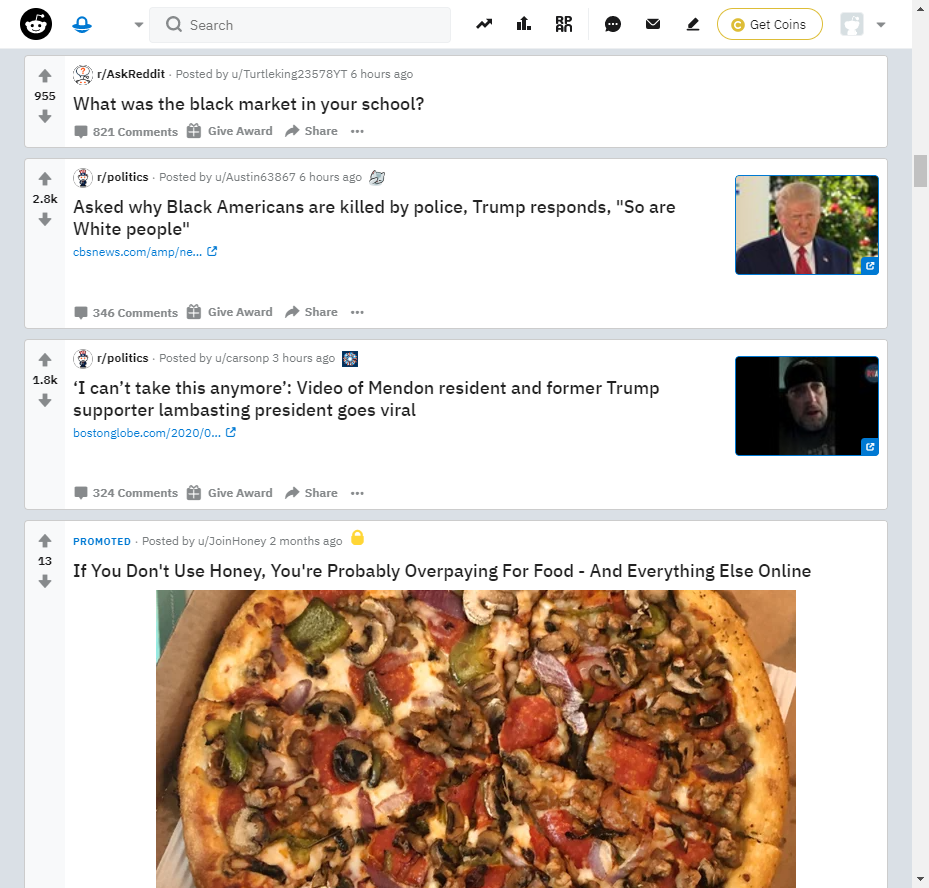 Search
Get Coins
r/AskReddit · Posted by u/Turtleking23578YT 6 hours ago
955
What was the black market in your school?
821 Comments Give Award Share
r/politics · Posted by u/Austin63867 6 hours ago
2.8k
Asked why Black Americans are killed by police, Trump responds, "So are
White people"
cbsnews.com/amp/ne...
346 Comments Give Award Share
r/politics · Posted by u/carsonp 3 hours ago
1.8k
‘I can’t take this anymore’: Video of Mendon resident and former Trump
supporter lambasting president goes viral
bostonglobe.com/2020/0...
324 Comments Give Award Share
PROMOTED · Posted by u/JoinHoney 2 months ago
13
If You Don't Use Honey, You're Probably Overpaying For Food - And Everything Else Online